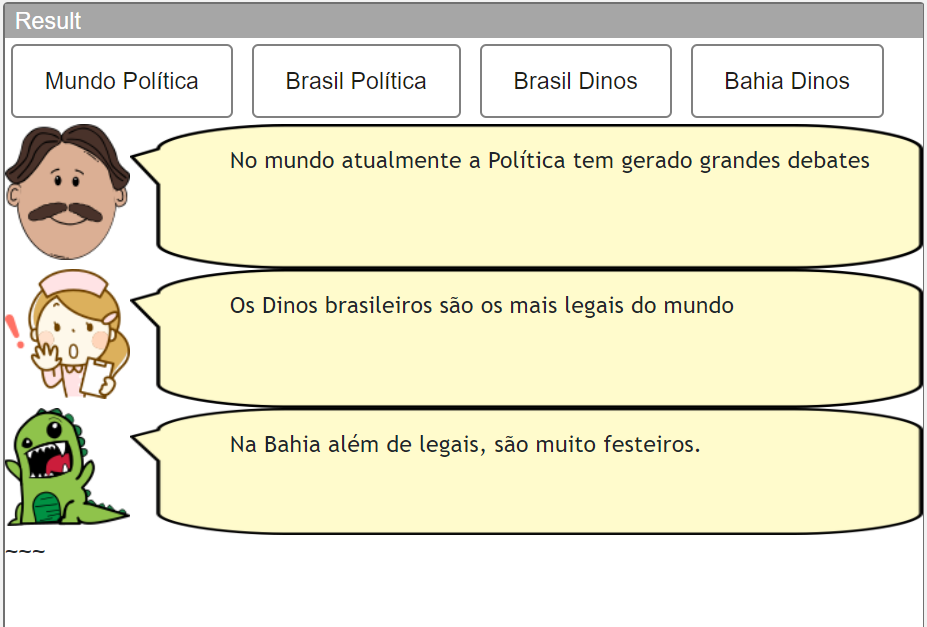 Result
Mundo Política
Brasil Política
Brasil Dinos
Bahia Dinos
No mundo atualmente a Política tem gerado grandes debates
Os Dinos brasileiros são os mais legais do mundo
Na Bahia além de legais, são muito festeiros.
~~~